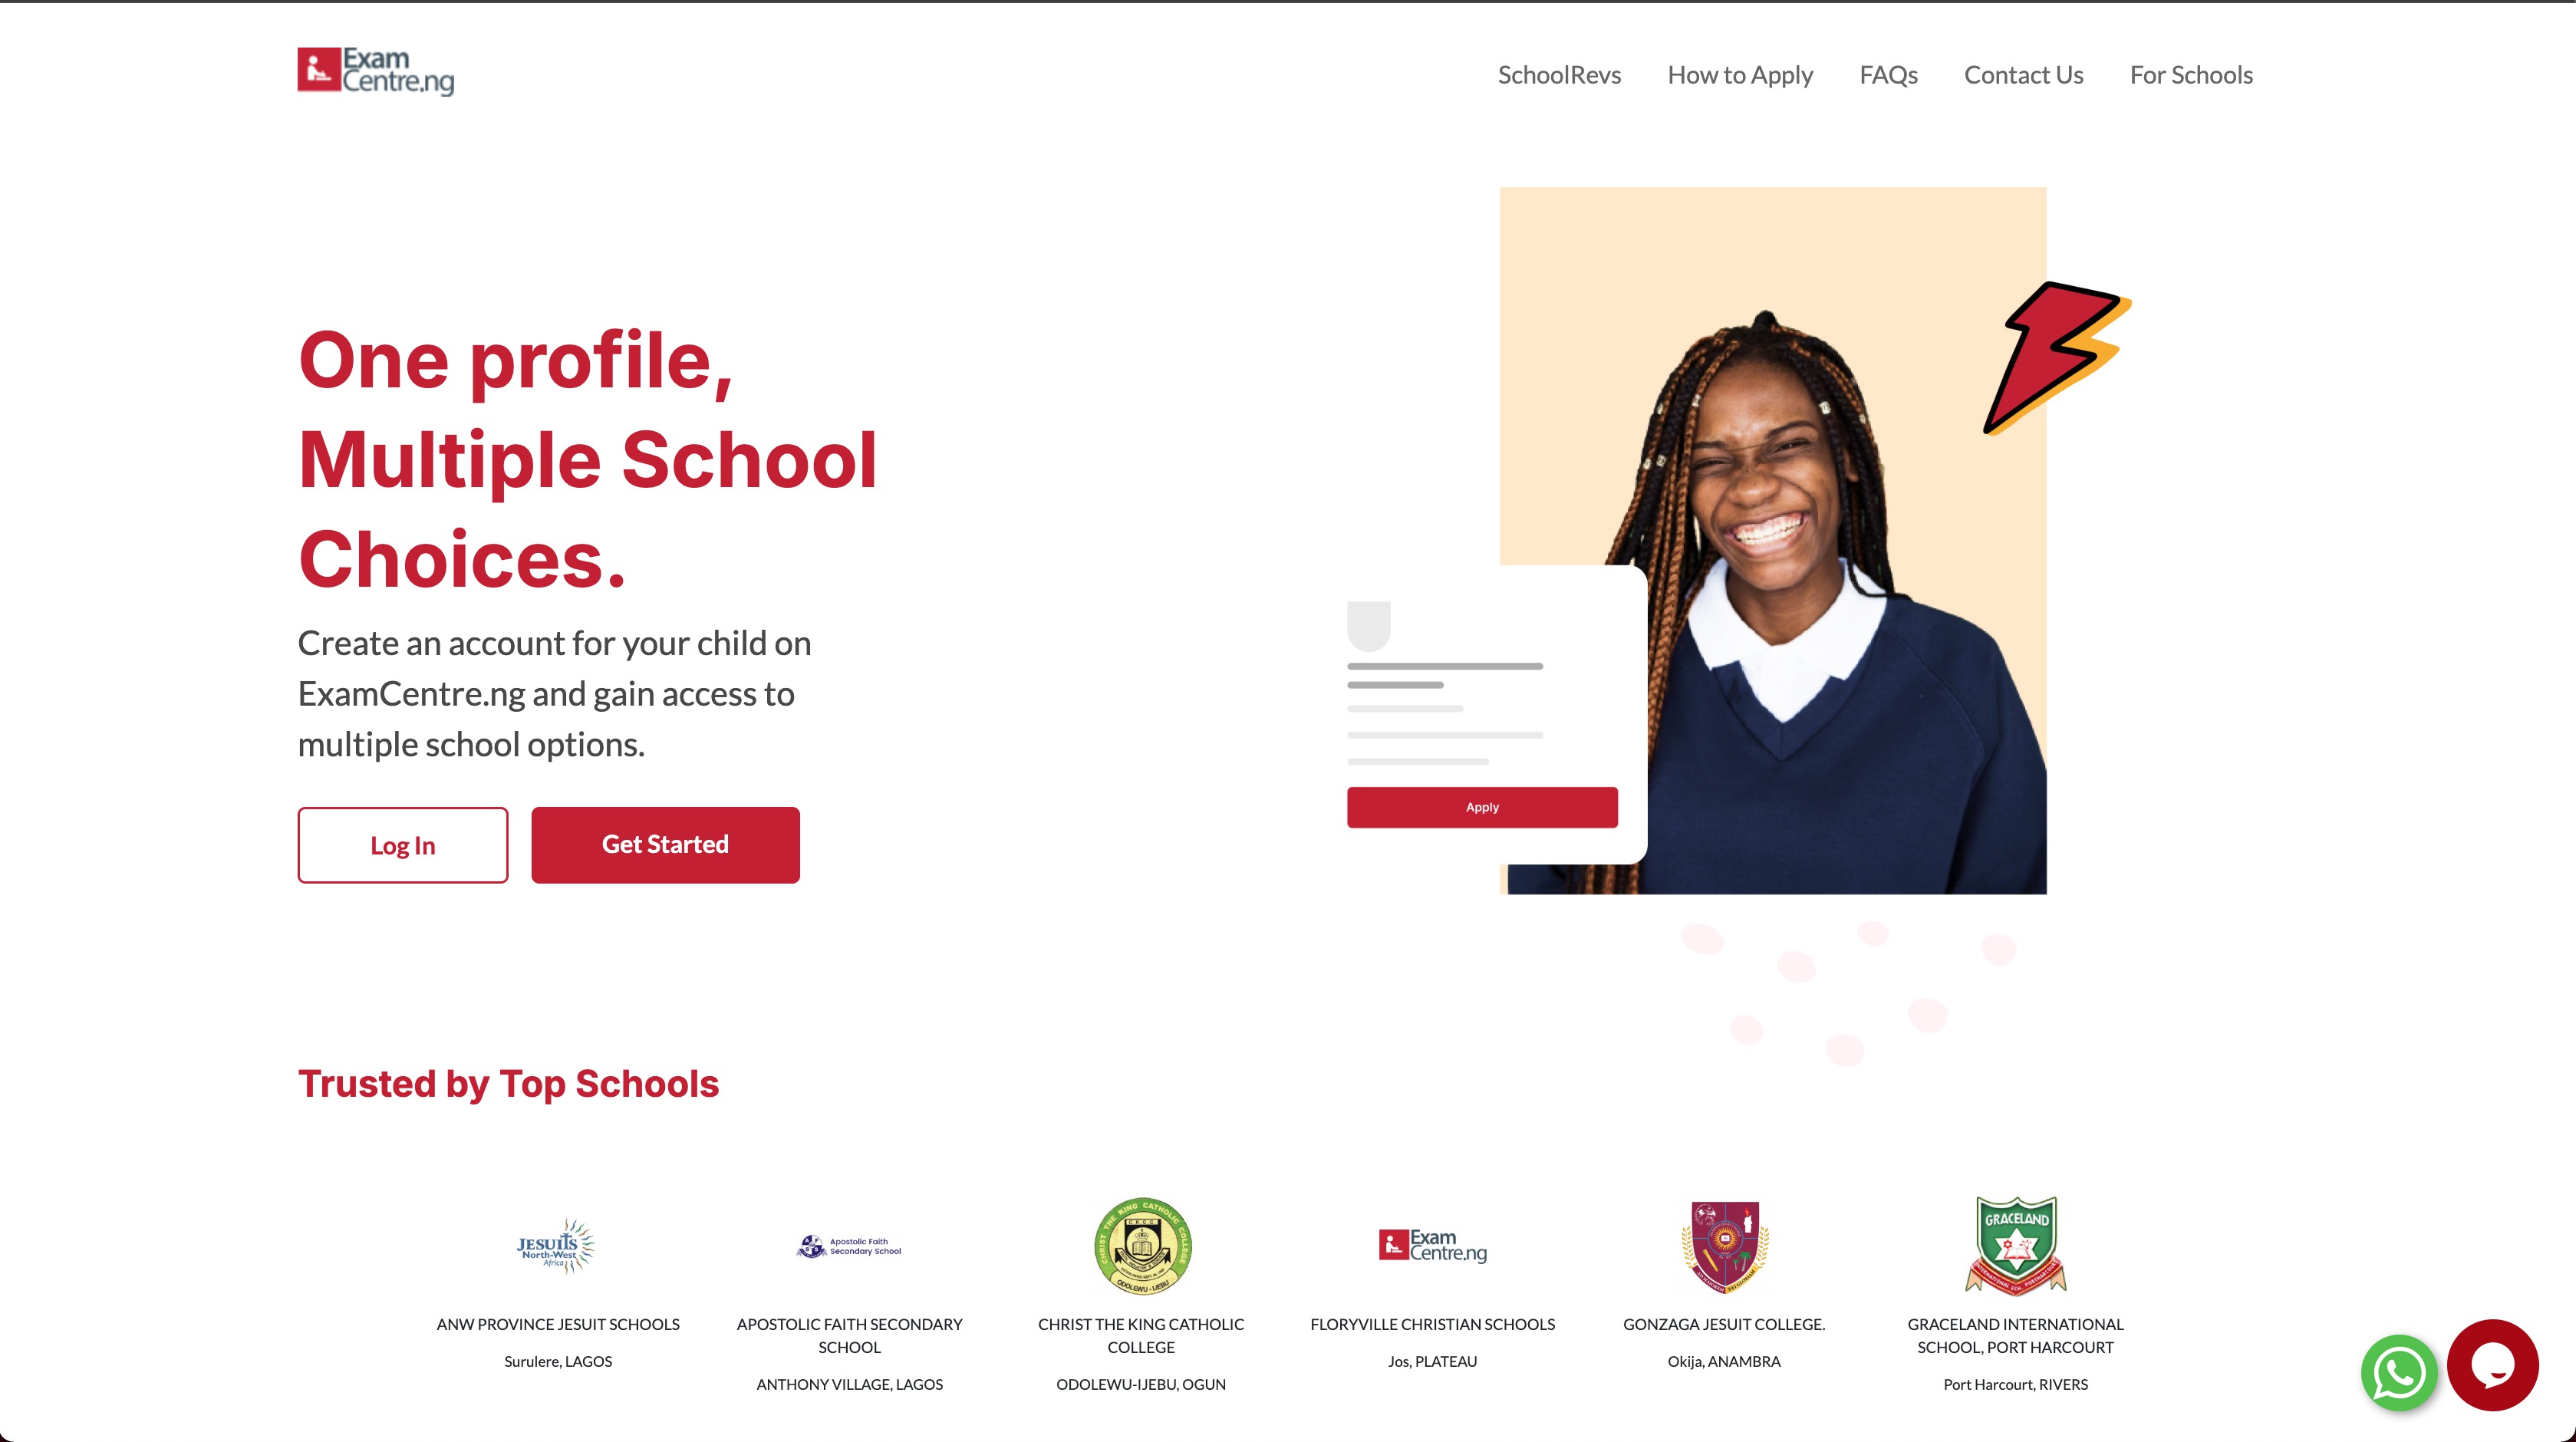 Exam
Centre.ng
SchoolRevs
How to Apply
FAQs
Contact Us
For Schools
One profile,
Multiple School
Choices.
Create an account for your child on
ExamCentre.ng and gain access to
multiple school options.
Log In
Get Started
Apply
Trusted by Top Schools
JESUITS
North-West
Africa
ANW PROVINCE JESUIT SCHOOLS
Surulere, LAGOS
Apostolic Faith
Secondary School
APOSTOLIC FAITH SECONDARY
SCHOOL
ANTHONY VILLAGE, LAGOS
CHRIST THE KING CATHOLIC COLLEGE
C.K.C.C.
ODOLEWU - IJEBU
CHRIST THE KING CATHOLIC
COLLEGE
ODOLEWU-IJEBU, OGUN
Exam
Centre.ng
FLORYVILLE CHRISTIAN SCHOOLS
Jos, PLATEAU
GONZAGA JESUIT COLLEGE.
Okija, ANAMBRA
GRACELAND
INTERNATIONAL SCH. PORTHARCOURT
GRACELAND INTERNATIONAL
SCHOOL, PORT HARCOURT
Port Harcourt, RIVERS